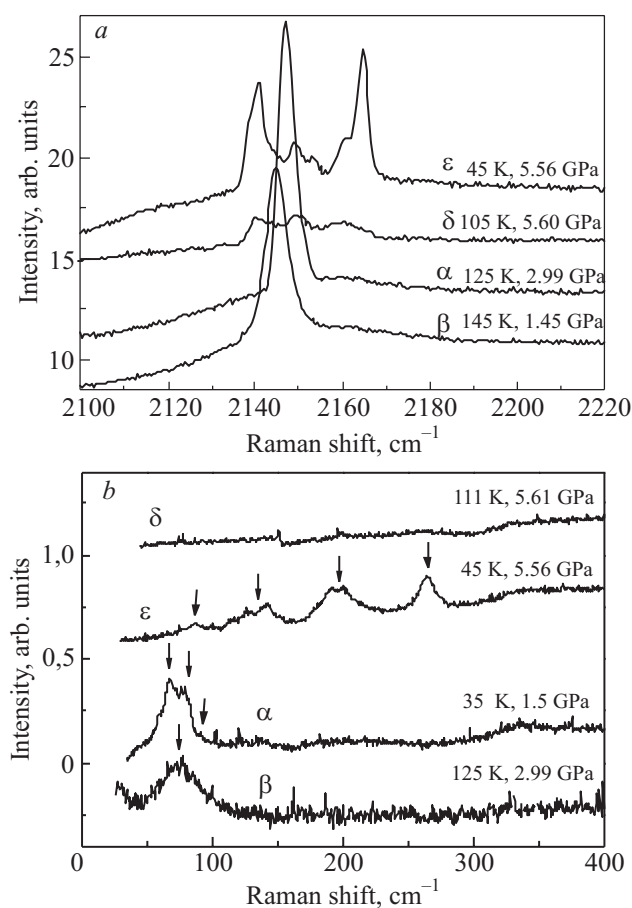 a
25
20
15
10
Intensity, arb. units
ε 45 K, 5.56 GPa
δ 105 K, 5.60 GPa
α 125 K, 2.99 GPa
β 145 K, 1.45 GPa
2100 2120 2140 2160 2180 2200 2220
Raman shift, cm⁻¹
b
111 K, 5.61 GPa
δ
1,0
45 K, 5.56 GPa
ε
0,5
Intensity, arb. units
35 K, 1.5 GPa
α
0
125 K, 2.99 GPa
β
0 100 200 300 400
Raman shift, cm⁻¹